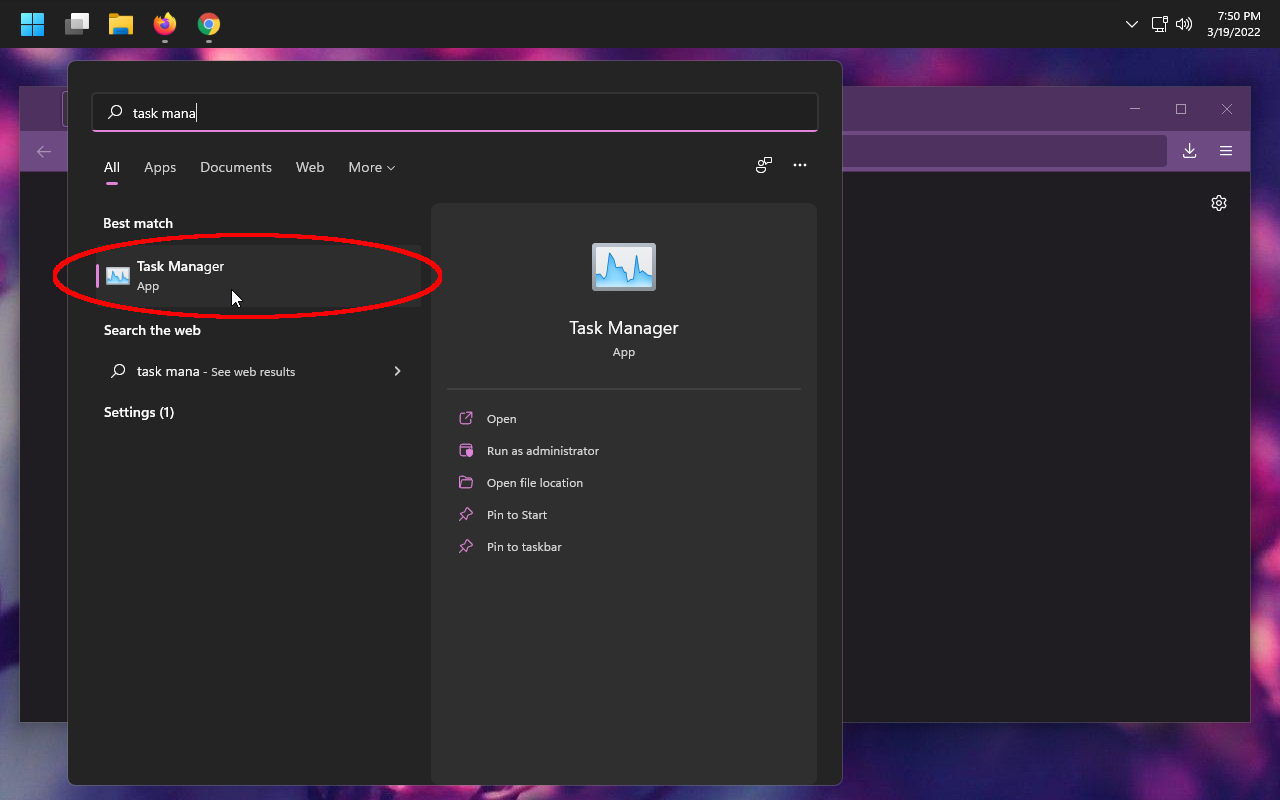 7:50 PM
3/19/2022
task mana
All Apps Documents Web More
Best match
Task Manager
App
Search the web
task mana - See web results
Settings (1)
Task Manager
App
Open
Run as administrator
Open file location
Pin to Start
Pin to taskbar